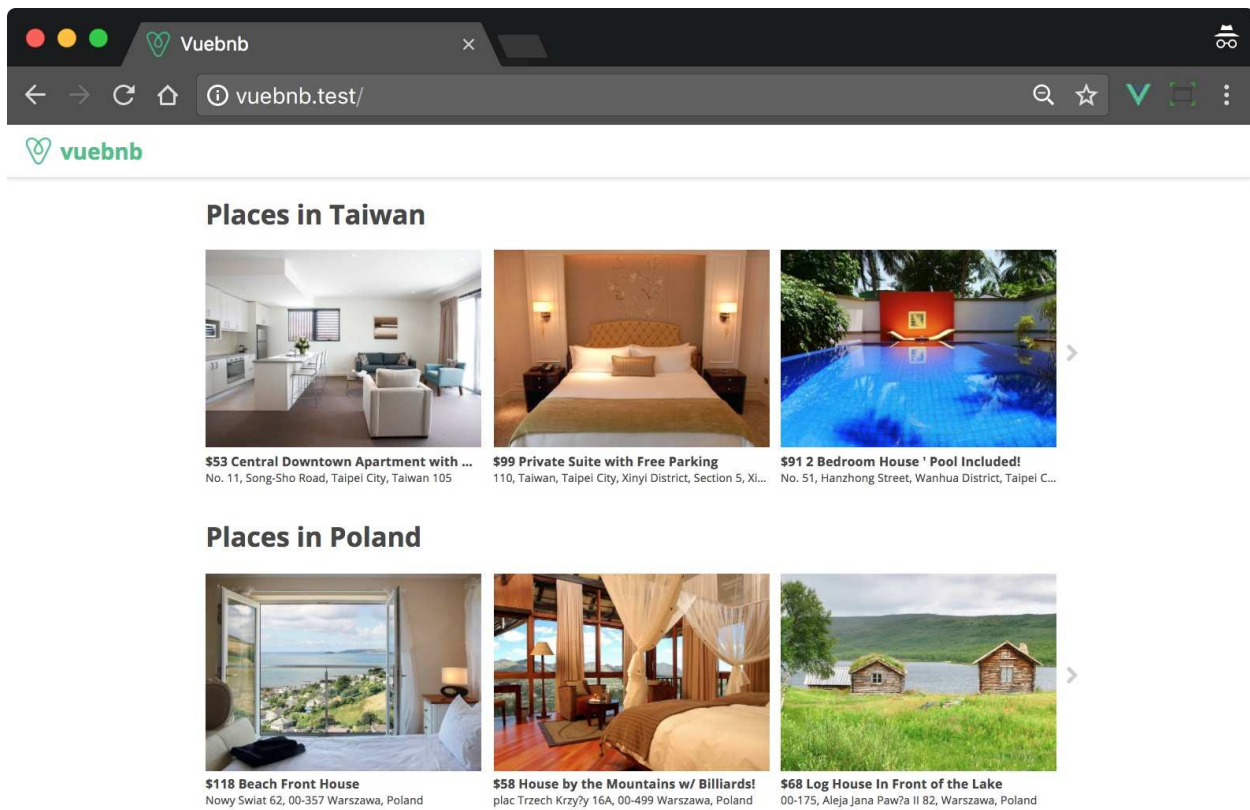 Vuebnb
vuebnb.test/
vuebnb
Places in Taiwan
$53 Central Downtown Apartment with ...
No. 11, Song-Sho Road, Taipei City, Taiwan 105
$99 Private Suite with Free Parking
110, Taiwan, Taipei City, Xinyi District, Section 5, Xi...
$91 2 Bedroom House ' Pool Included!
No. 51, Hanzhong Street, Wanhua District, Taipei C...
Places in Poland
$118 Beach Front House
Nowy Swiat 62, 00-357 Warszawa, Poland
$58 House by the Mountains w/ Billiards!
plac Trzech Krzy?y 16A, 00-499 Warszawa, Poland
$68 Log House In Front of the Lake
00-175, Aleja Jana Paw?a II 82, Warszawa, Poland